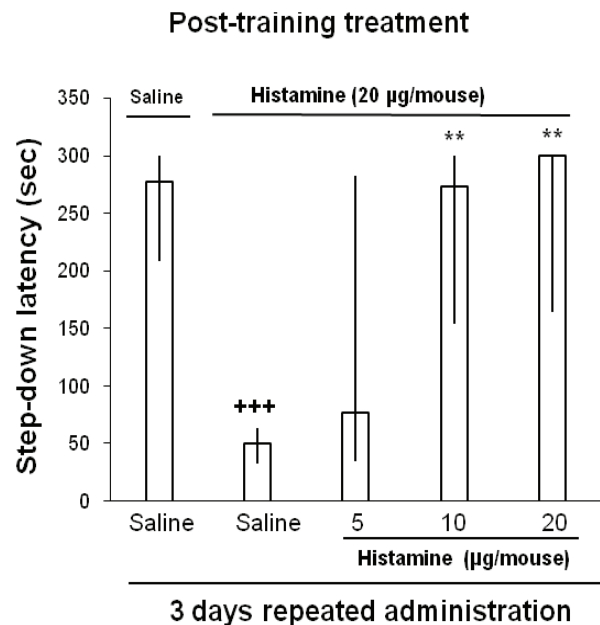 Post-training treatment
Saline
Histamine (20 µg/mouse)
Step-down latency (sec)
350
300
250
200
150
100
50
0
+++
**
**
Saline Saline 5 10 20
Histamine (µg/mouse)
3 days repeated administration